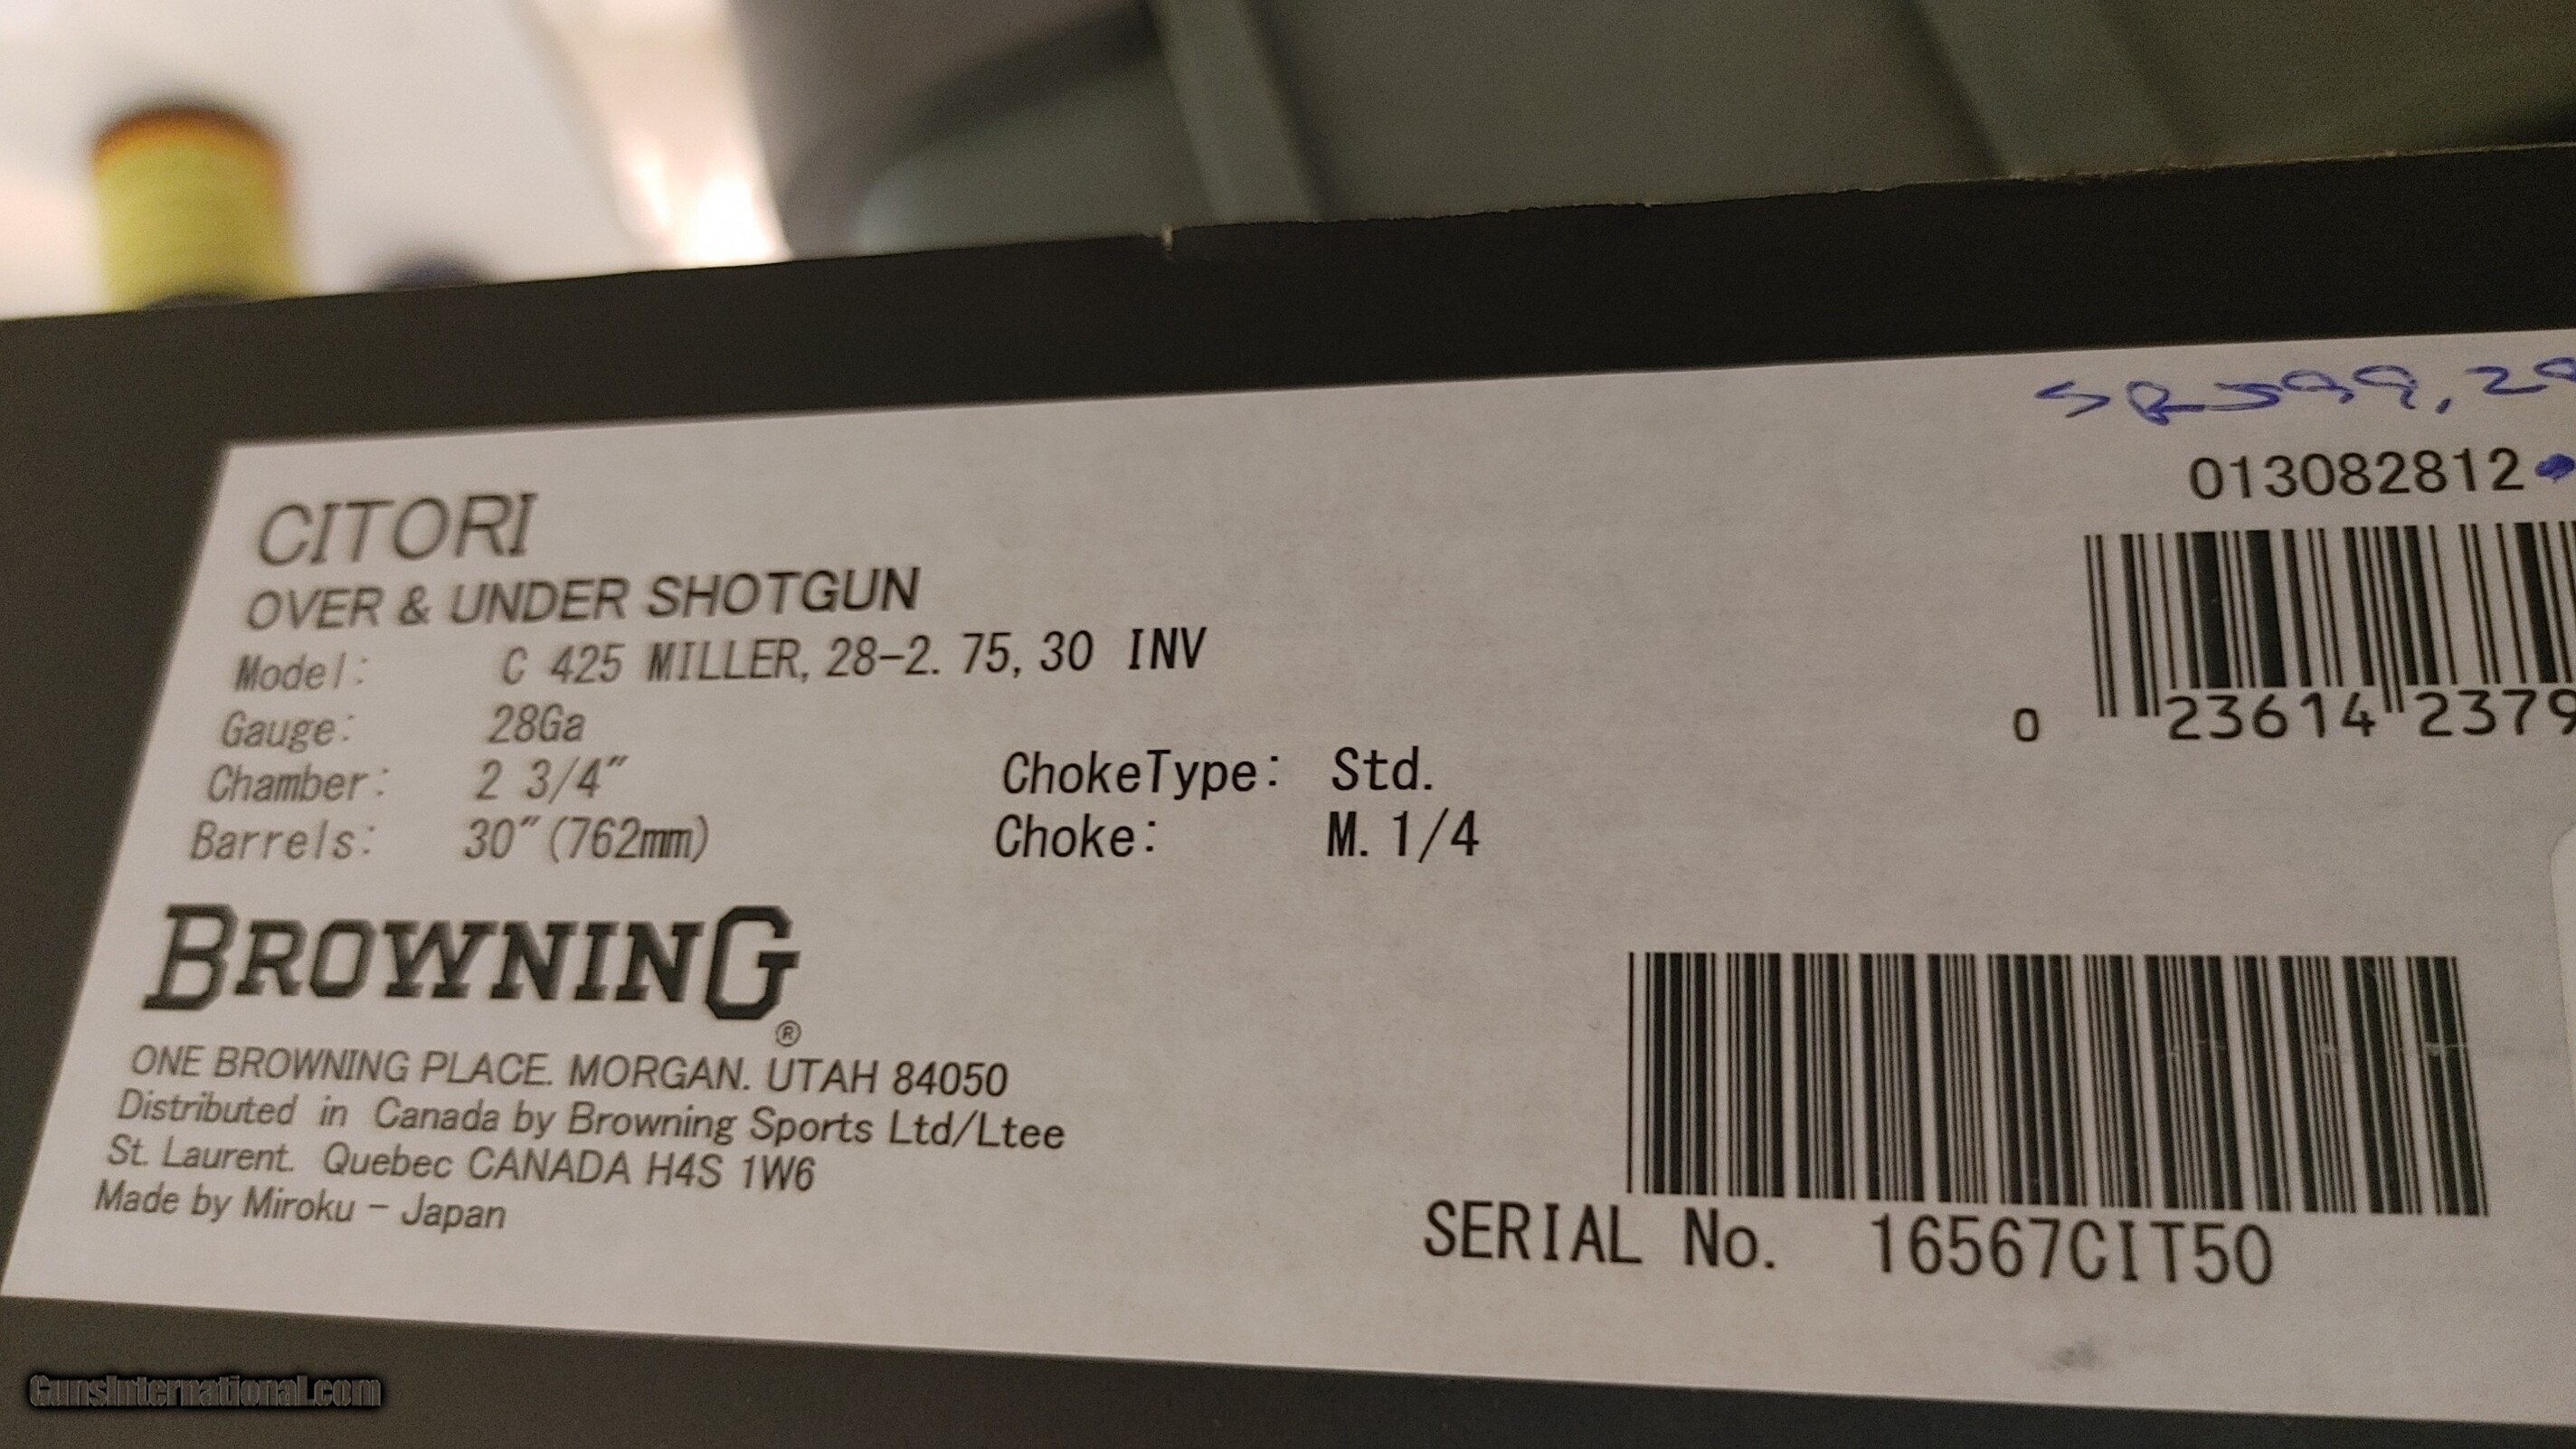 CITORI
OVER & UNDER SHOTGUN
Model: C 425 MILLER, 28-2. 75, 30 INV
Gauge: 28Ga
Chamber: 2 3/4"
Barrels: 30"(762mm)
ChokeType: Std.
Choke: M. 1/4
BROWNING®
ONE BROWNING PLACE. MORGAN. UTAH 84050
Distributed in Canada by Browning Sports Ltd/Ltee
St. Laurent. Quebec CANADA H4S 1W6
Made by Miroku - Japan
013082812
0 23614 2379
SERIAL No. 16567CIT50
GunsInternational.com